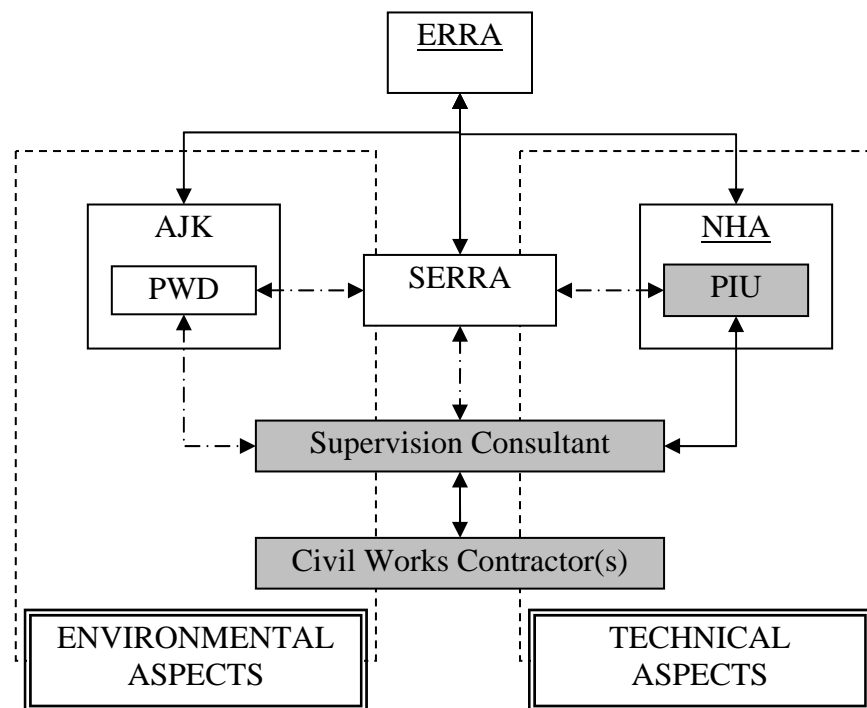 ERRA
AJK
NHA
PWD
SERRA
PIU
Supervision Consultant
Civil Works Contractor(s)
ENVIRONMENTAL
ASPECTS
TECHNICAL
ASPECTS